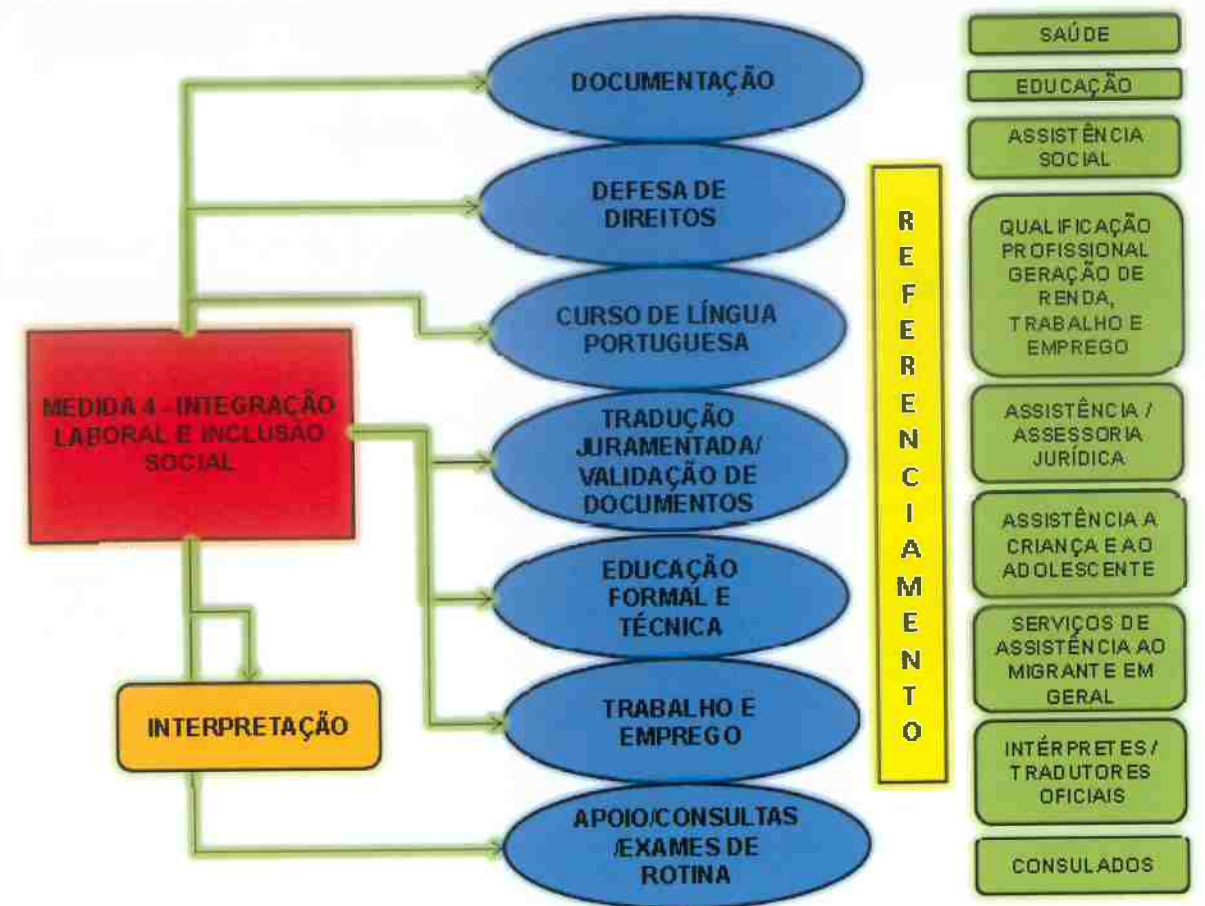 MEDIDA 4 - INTEGRAÇÃO
LABORAL E INCLUSÃO
SOCIAL
INTERPRETAÇÃO
DOCUMENTAÇÃO
DEFESA DE
DIREITOS
CURSO DE LÍNGUA
PORTUGUESA
TRADUÇÃO
JURAMENTADA/
VALIDAÇÃO DE
DOCUMENTOS
EDUCAÇÃO
FORMAL E
TÉCNICA
TRABALHO E
EMPREGO
APOIO/CONSULTAS
/EXAMES DE
ROTINA
REFERENCIAMENTO
SAÚDE
EDUCAÇÃO
ASSISTÊNCIA
SOCIAL
QUALIFICAÇÃO
PROFISSIONAL
GERAÇÃO DE
RENDA,
TRABALHO E
EMPREGO
ASSISTÊNCIA /
ASSESSORIA
JURÍDICA
ASSISTÊNCIA A
CRIANÇA E AO
ADOLESCENTE
SERVIÇOS DE
ASSISTÊNCIA AO
MIGRANTE EM
GERAL
INTÉRPRETES /
TRADUTORES
OFICIAIS
CONSULADOS